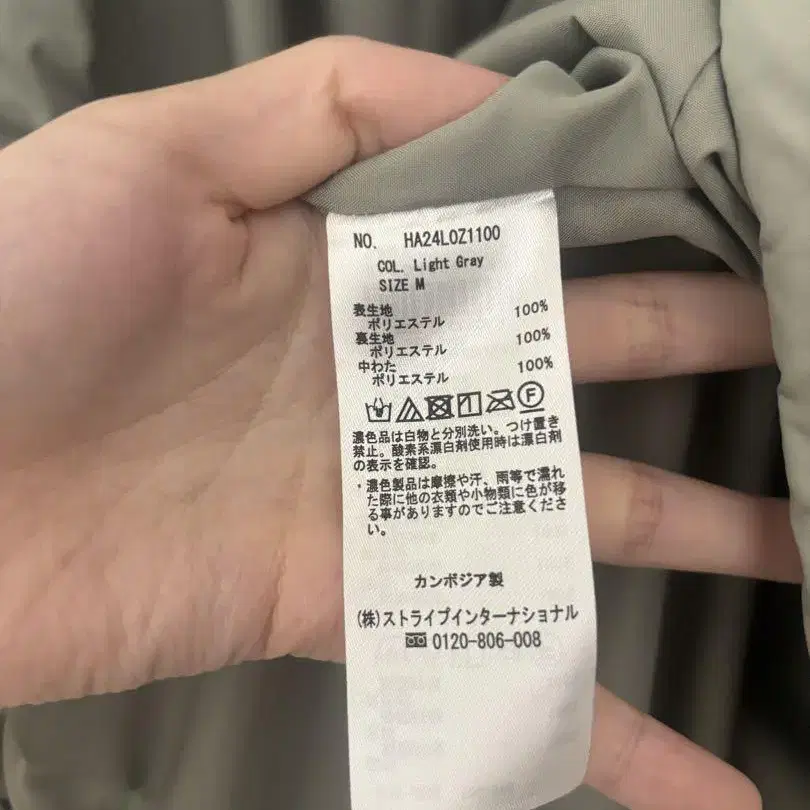 NO. HA24L0Z1100
COL. Light Gray
SIZE M
表生地
ポリエステル 100%
裏生地
ポリエステル 100%
中わた
ポリエステル 100%
F
濃色品は白物と分別洗い。つけ置き
禁止。酸素系漂白剤使用時は漂白剤
の表示を確認。
・濃色製品は摩擦や汗、雨等で濡れ
た際に他の衣類や小物類に色が移
る事がありますのでご注意くださ
い。
カンボジア製
(株)ストライプインターナショナル
0120-806-008